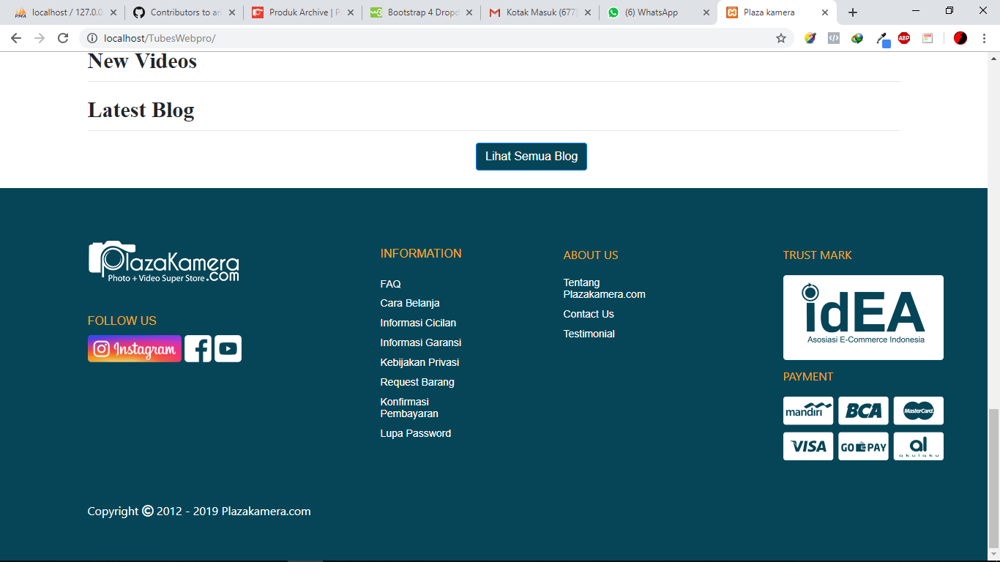 localhost / 127.0.0
Contributors to ar
Produk Archive | P
Bootstrap 4 Dropd
Kotak Masuk (677)
(6) WhatsApp
Plaza kamera
localhost/TubesWebpro/
ABP
New Videos
Latest Blog
Lihat Semua Blog
PlazaKamera
Photo + Video Super Store .com
FOLLOW US
Instagram
INFORMATION
FAQ
Cara Belanja
Informasi Cicilan
Informasi Garansi
Kebijakan Privasi
Request Barang
Konfirmasi
Pembayaran
Lupa Password
ABOUT US
Tentang
Plazakamera.com
Contact Us
Testimonial
TRUST MARK
idEA
Asosiasi E-Commerce Indonesia
PAYMENT
mandiri BCA MasterCard
VISA GO PAY al
akulaku
Copyright © 2012 - 2019 Plazakamera.com